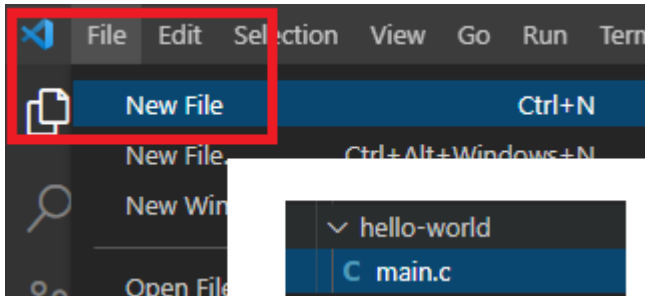 File Edit Selection View Go Run Term
New File Ctrl+N
New File. Ctrl+Alt+Windows+N
New Win
Open File
hello-world
C main.c